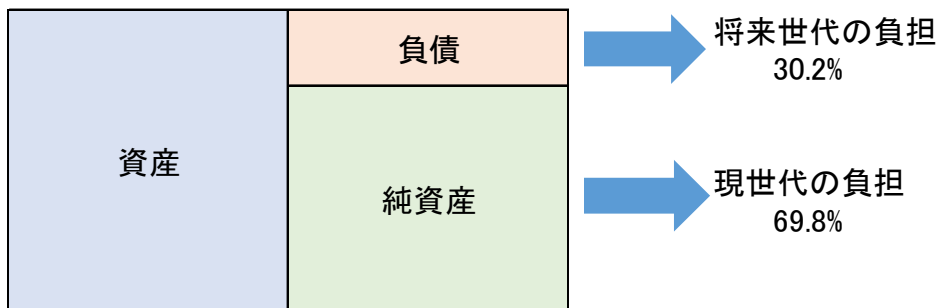 資産
負債
純資産
将来世代の負担
30.2%
現世代の負担
69.8%